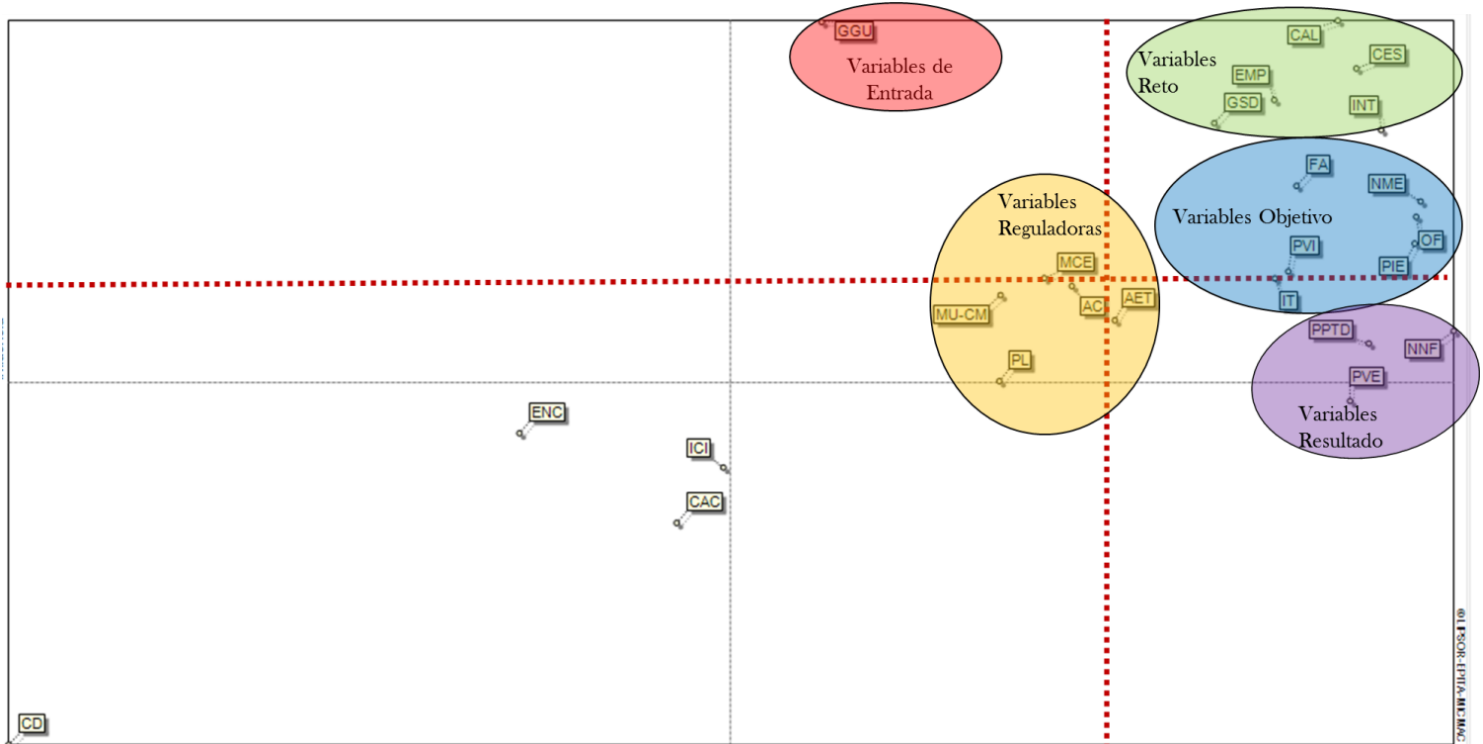 GGU
Variables de
Entrada
CAL
Variables
Reto
CES
EMP
GSD
INT
FA
NME
Variables Objetivo
OF
PVI
PIE
IT
Variables
Reguladoras
MCE
AET
AC
MU-CM
PL
PPTD
NNF
PVE
Variables
Resultado
ENC
ICI
CAC
CD
©LIPSOR-EPITA-MICMAC